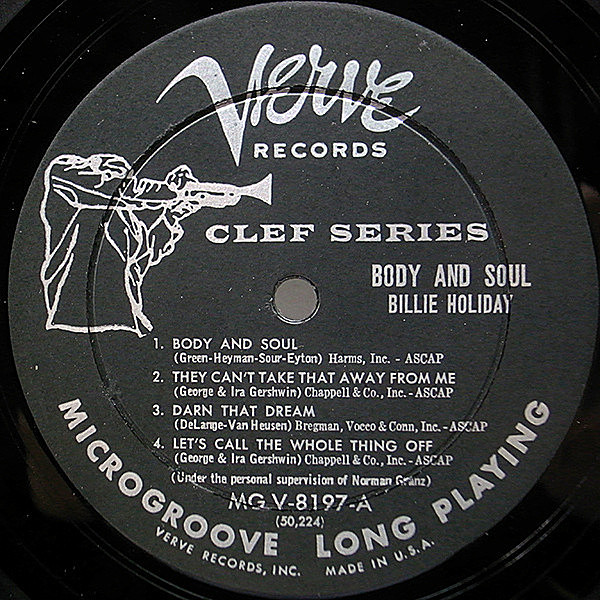 Verve
RECORDS
CLEF SERIES
BODY AND SOUL
BILLIE HOLIDAY
1. BODY AND SOUL
(Green-Heyman-Sour-Eyton) Harms, Inc. - ASCAP
2. THEY CAN'T TAKE THAT AWAY FROM ME
(George & Ira Gershwin) Chappell & Co., Inc. - ASCAP
3. DARN THAT DREAM
(DeLange-Van Heusen) Bregman, Vocco & Conn, Inc. - ASCAP
4. LET'S CALL THE WHOLE THING OFF
(George & Ira Gershwin) Chappell & Co., Inc. - ASCAP
(Under the personal supervision of Norman Granz)
MG V-8197-A
(50,224)
MICROGROOVE LONG PLAYING
VERVE RECORDS, INC. MADE IN U.S.A.